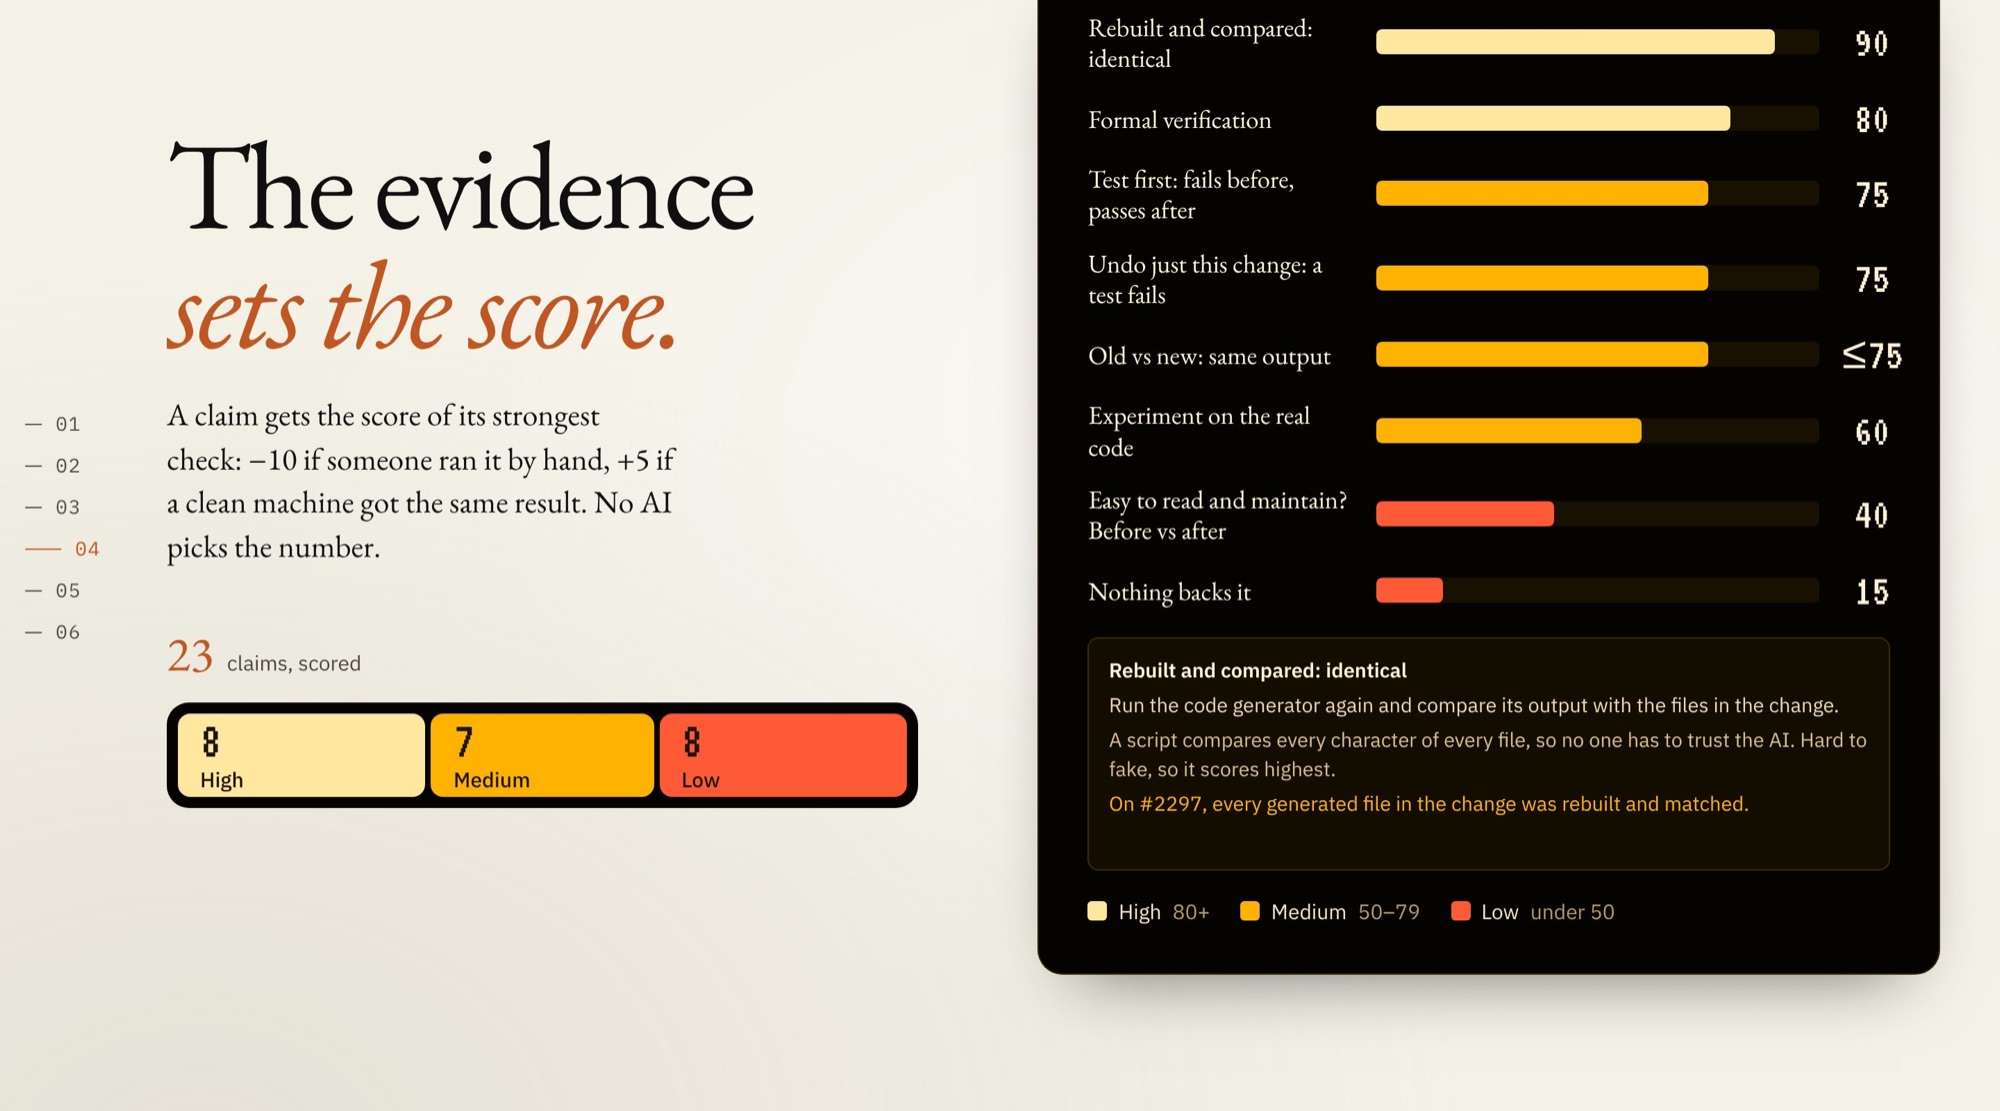 The evidence
sets the score.
A claim gets the score of its strongest
check: −10 if someone ran it by hand, +5 if
a clean machine got the same result. No AI
picks the number.
— 01
— 02
— 03
— 04
— 05
— 06
23 claims, scored
8
High
7
Medium
8
Low
Rebuilt and compared:
identical
90
Formal verification
80
Test first: fails before,
passes after
75
Undo just this change: a
test fails
75
Old vs new: same output
≤75
Experiment on the real
code
60
Easy to read and maintain?
Before vs after
40
Nothing backs it
15
Rebuilt and compared: identical
Run the code generator again and compare its output with the files in the change.
A script compares every character of every file, so no one has to trust the AI. Hard to
fake, so it scores highest.
On #2297, every generated file in the change was rebuilt and matched.
High 80+ Medium 50–79 Low under 50